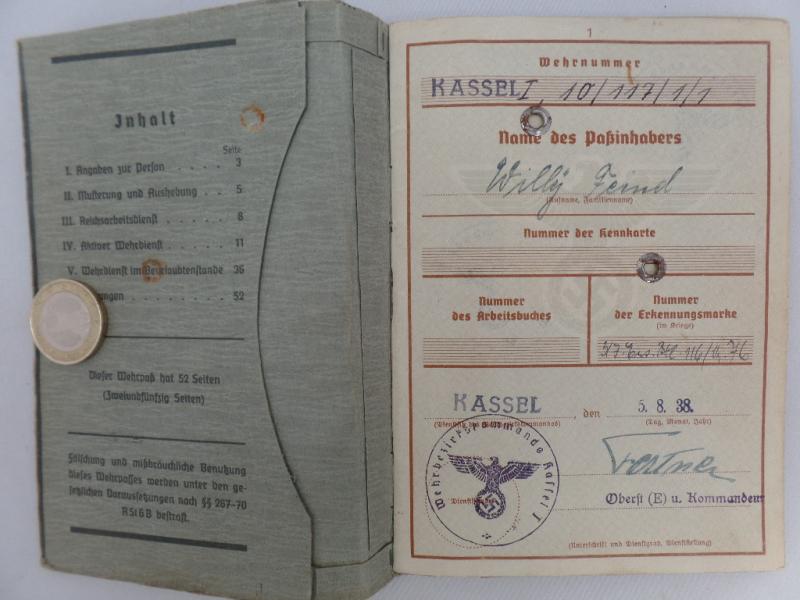 Inhalt
Seite
I. Angaben zur Person . . . . . 3
II. Musterung und Aushebung . . 5
III. Reichsarbeitsdienst . . . . . 8
IV. Aktiver Wehrdienst . . . . . 11
V. Wehrdienst im Beurlaubtenstande 36
ngen . . . . . 52
Dieser Wehrpaß hat 52 Seiten
(Zweiundfünfzig Seiten)
Fälschung und mißbräuchliche Benutzung
dieses Wehrpasses werden unter den ge-
setzlichen Voraussetzungen nach §§ 267–70
RStGB bestraft.
1
Wehrnummer
KASSEL I 10/117/1/1
Name des Paßinhabers
Willy Feind
(Rufname, Familienname)
Nummer der Kennkarte
Nummer
des Arbeitsbuches
Nummer
der Erkennungsmarke
(im Kriege)
KASSEL, den 5. 8. 38.
(Tag, Monat, Jahr)
Wehrbezirkskommando Kassel I
Oberst (E) u. Kommandeur
(Unterschrift und Dienstgrad, Dienststellung)